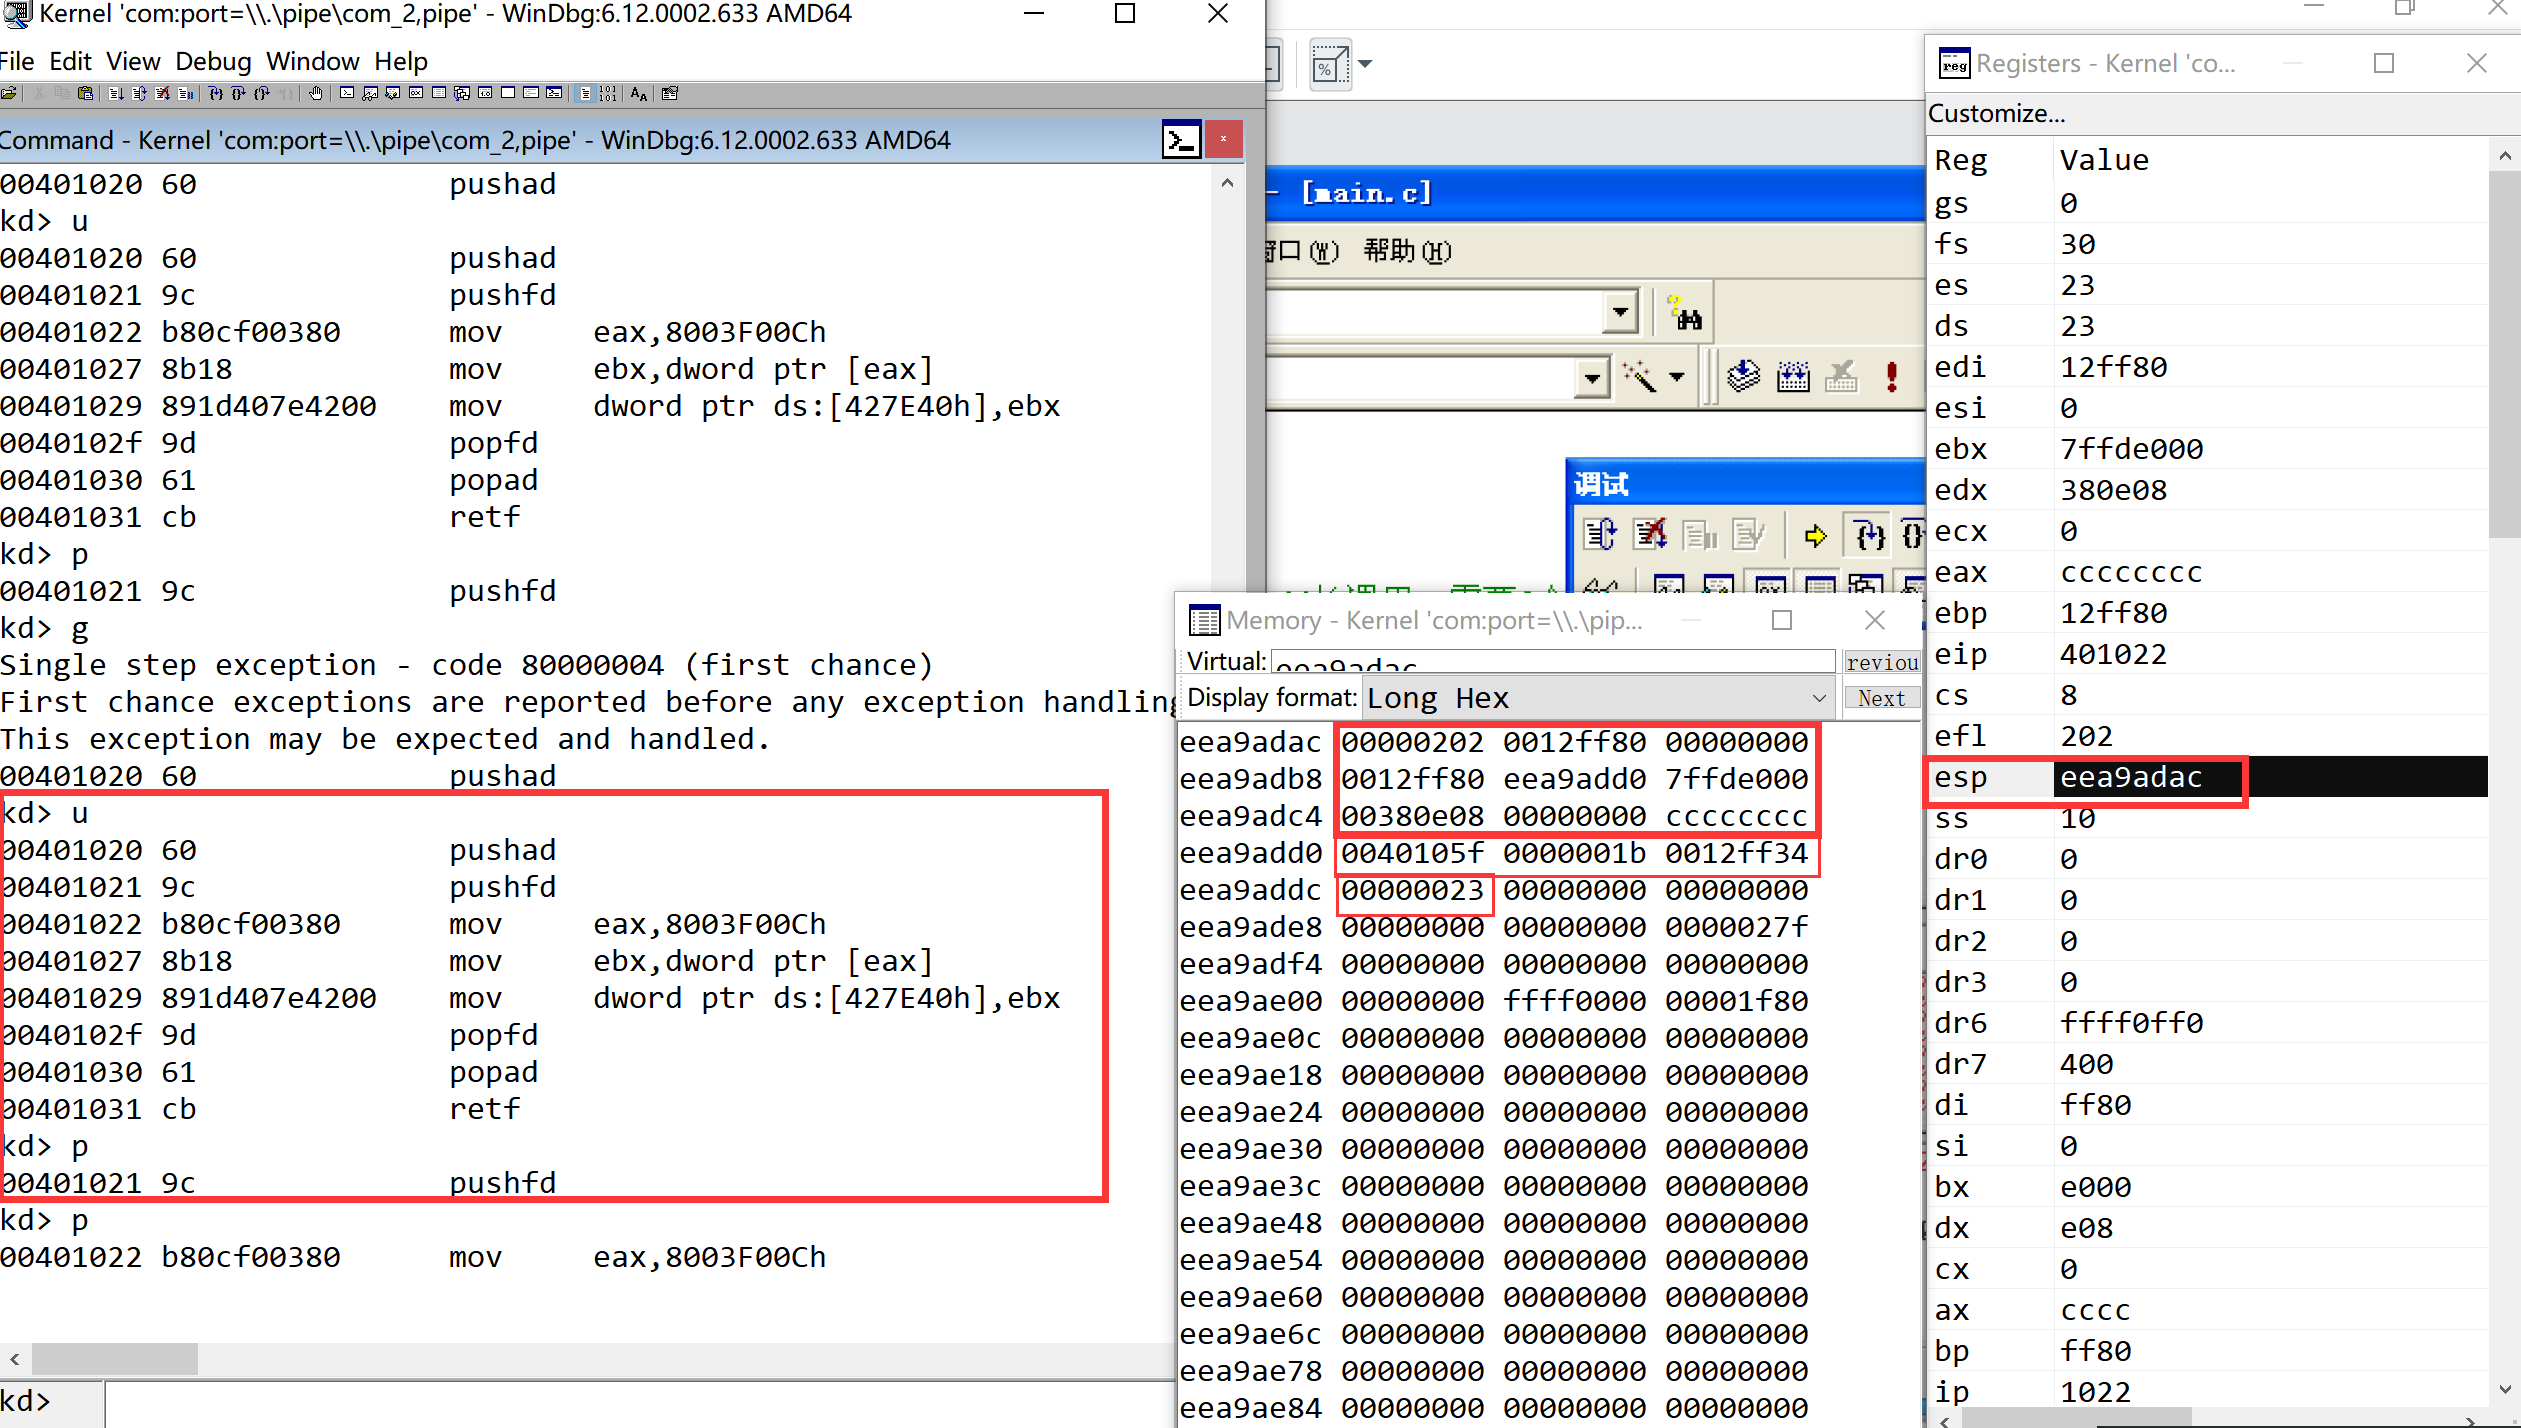 Kernel 'com:port=\\.\pipe\com_2,pipe' - WinDbg:6.12.0002.633 AMD64
File Edit View Debug Window Help
Command - Kernel 'com:port=\\.\pipe\com_2,pipe' - WinDbg:6.12.0002.633 AMD64
00401020 60 pushad
kd> u
00401020 60 pushad
00401021 9c pushfd
00401022 b80cf00380 mov eax,8003F00Ch
00401027 8b18 mov ebx,dword ptr [eax]
00401029 891d407e4200 mov dword ptr ds:[427E40h],ebx
0040102f 9d popfd
00401030 61 popad
00401031 cb retf
kd> p
00401021 9c pushfd
kd> g
Single step exception - code 80000004 (first chance)
First chance exceptions are reported before any exception handling
This exception may be expected and handled.
00401020 60 pushad
kd> u
00401020 60 pushad
00401021 9c pushfd
00401022 b80cf00380 mov eax,8003F00Ch
00401027 8b18 mov ebx,dword ptr [eax]
00401029 891d407e4200 mov dword ptr ds:[427E40h],ebx
0040102f 9d popfd
00401030 61 popad
00401031 cb retf
kd> p
00401021 9c pushfd
kd> p
00401022 b80cf00380 mov eax,8003F00Ch
kd>
- [main.c]
窗口(W) 帮助(H)
调试
Memory - Kernel 'com:port=\\.\pip...
Virtual: eea9adac
reviou
Display format: Long Hex
Next
eea9adac 00000202 0012ff80 00000000
eea9adb8 0012ff80 eea9add0 7ffde000
eea9adc4 00380e08 00000000 cccccccc
eea9add0 0040105f 0000001b 0012ff34
eea9addc 00000023 00000000 00000000
eea9ade8 00000000 00000000 0000027f
eea9adf4 00000000 00000000 00000000
eea9ae00 00000000 ffff0000 00001f80
eea9ae0c 00000000 00000000 00000000
eea9ae18 00000000 00000000 00000000
eea9ae24 00000000 00000000 00000000
eea9ae30 00000000 00000000 00000000
eea9ae3c 00000000 00000000 00000000
eea9ae48 00000000 00000000 00000000
eea9ae54 00000000 00000000 00000000
eea9ae60 00000000 00000000 00000000
eea9ae6c 00000000 00000000 00000000
eea9ae78 00000000 00000000 00000000
eea9ae84 00000000 00000000 00000000
Registers - Kernel 'co...
Customize...
Reg Value
gs 0
fs 30
es 23
ds 23
edi 12ff80
esi 0
ebx 7ffde000
edx 380e08
ecx 0
eax cccccccc
ebp 12ff80
eip 401022
cs 8
efl 202
esp eea9adac
ss 10
dr0 0
dr1 0
dr2 0
dr3 0
dr6 ffff0ff0
dr7 400
di ff80
si 0
bx e000
dx e08
cx 0
ax cccc
bp ff80
ip 1022